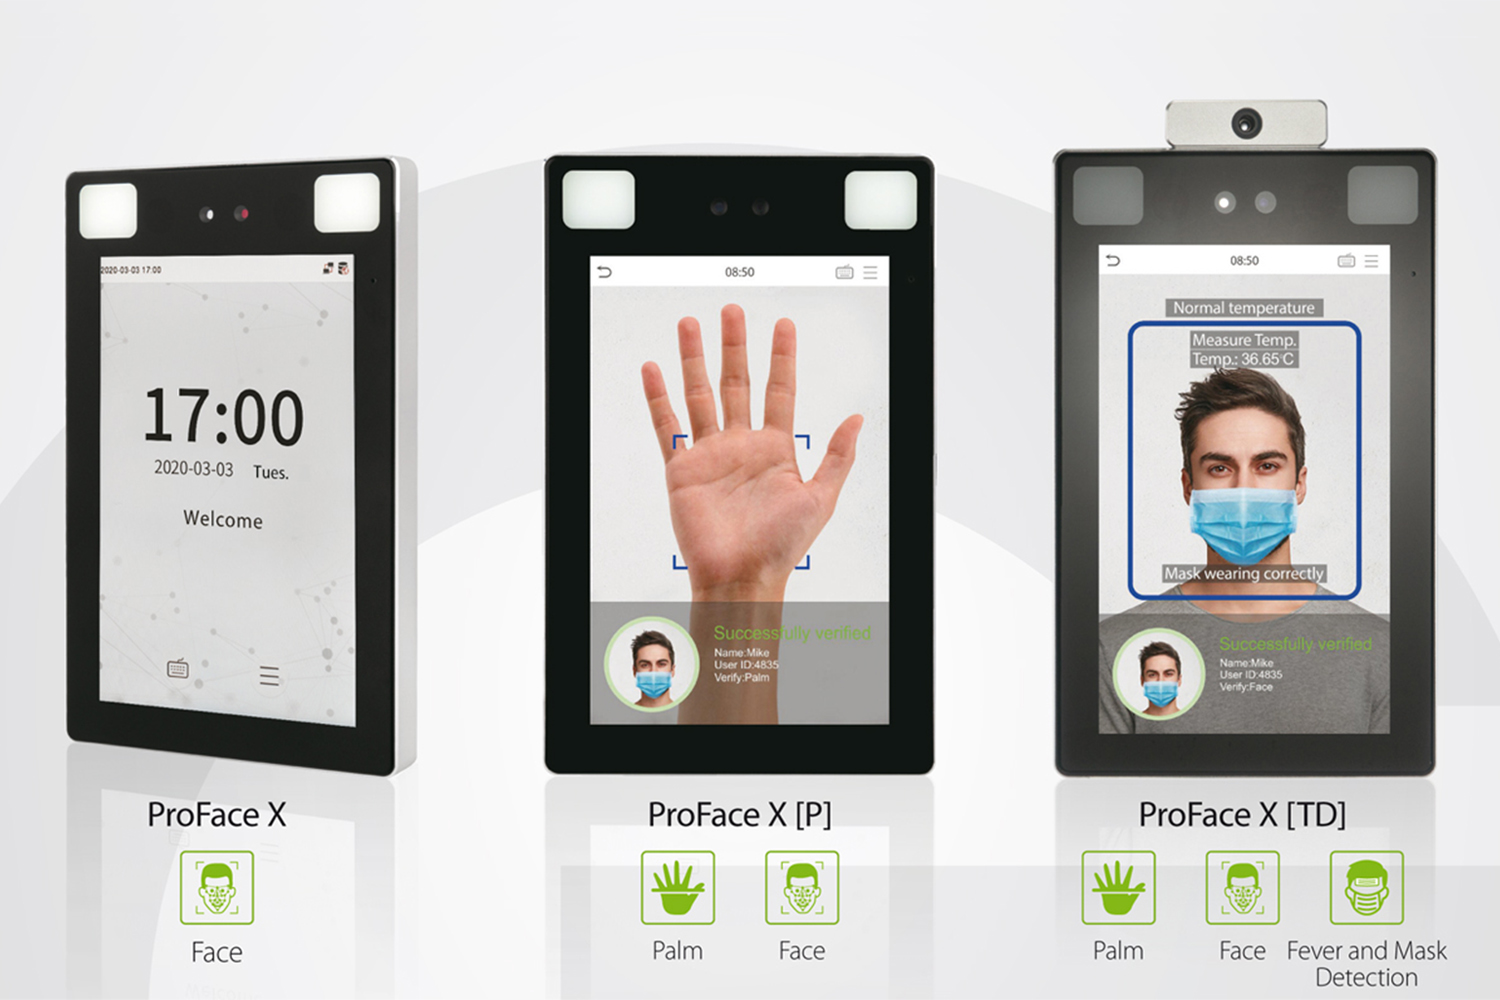 2020-03-03 17:00
17:00
2020-03-03 Tues.
Welcome
ProFace X
Face
08:50
Successfully verified
Name:Mike
User ID:4835
Verify:Palm
ProFace X [P]
Palm Face
08:50
Normal temperature
Measure Temp.
Temp.: 36.65°C
Mask wearing correctly
Successfully verified
Name:Mike
User ID:4835
Verify:Face
ProFace X [TD]
Palm Face Fever and Mask
Detection